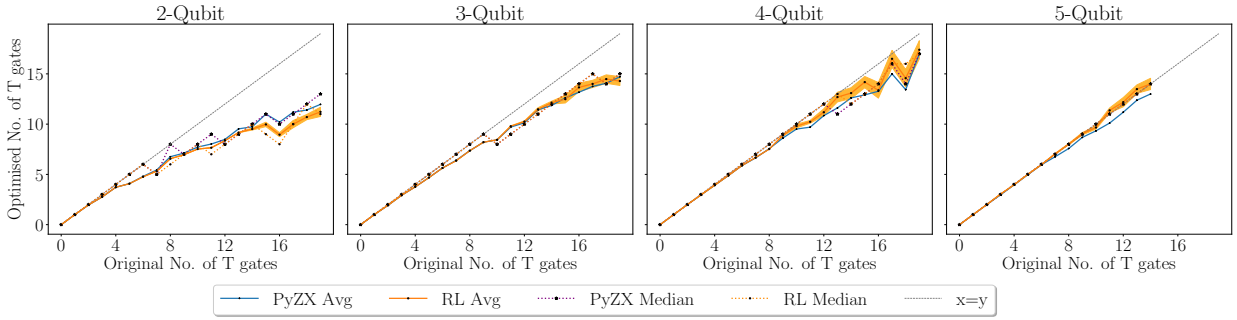 2-Qubit
3-Qubit
4-Qubit
5-Qubit
Optimised No. of T gates
15
10
5
0
0 4 8 12 16
0 4 8 12 16
0 4 8 12 16
0 4 8 12 16
Original No. of T gates
Original No. of T gates
Original No. of T gates
Original No. of T gates
PyZX Avg
RL Avg
PyZX Median
RL Median
x=y